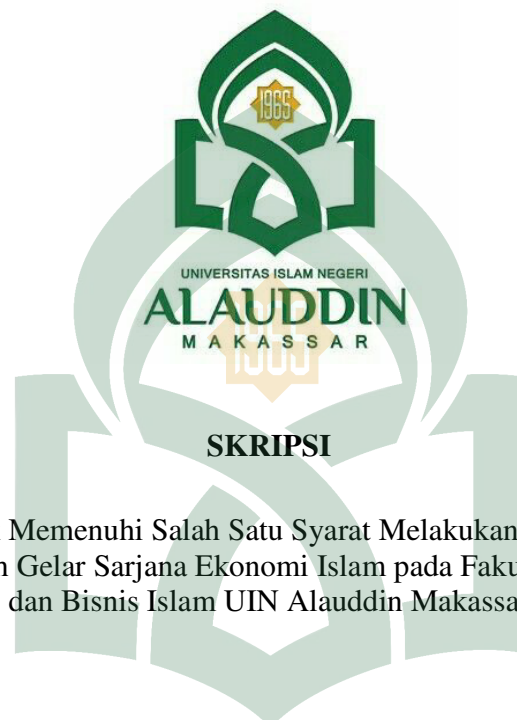 1965
UNIVERSITAS ISLAM NEGERI
ALAUDDIN
MAKASSAR
1965
SKRIPSI
Memenuhi Salah Satu Syarat Melakukan
n Gelar Sarjana Ekonomi Islam pada Faku
dan Bisnis Islam UIN Alauddin Makassa